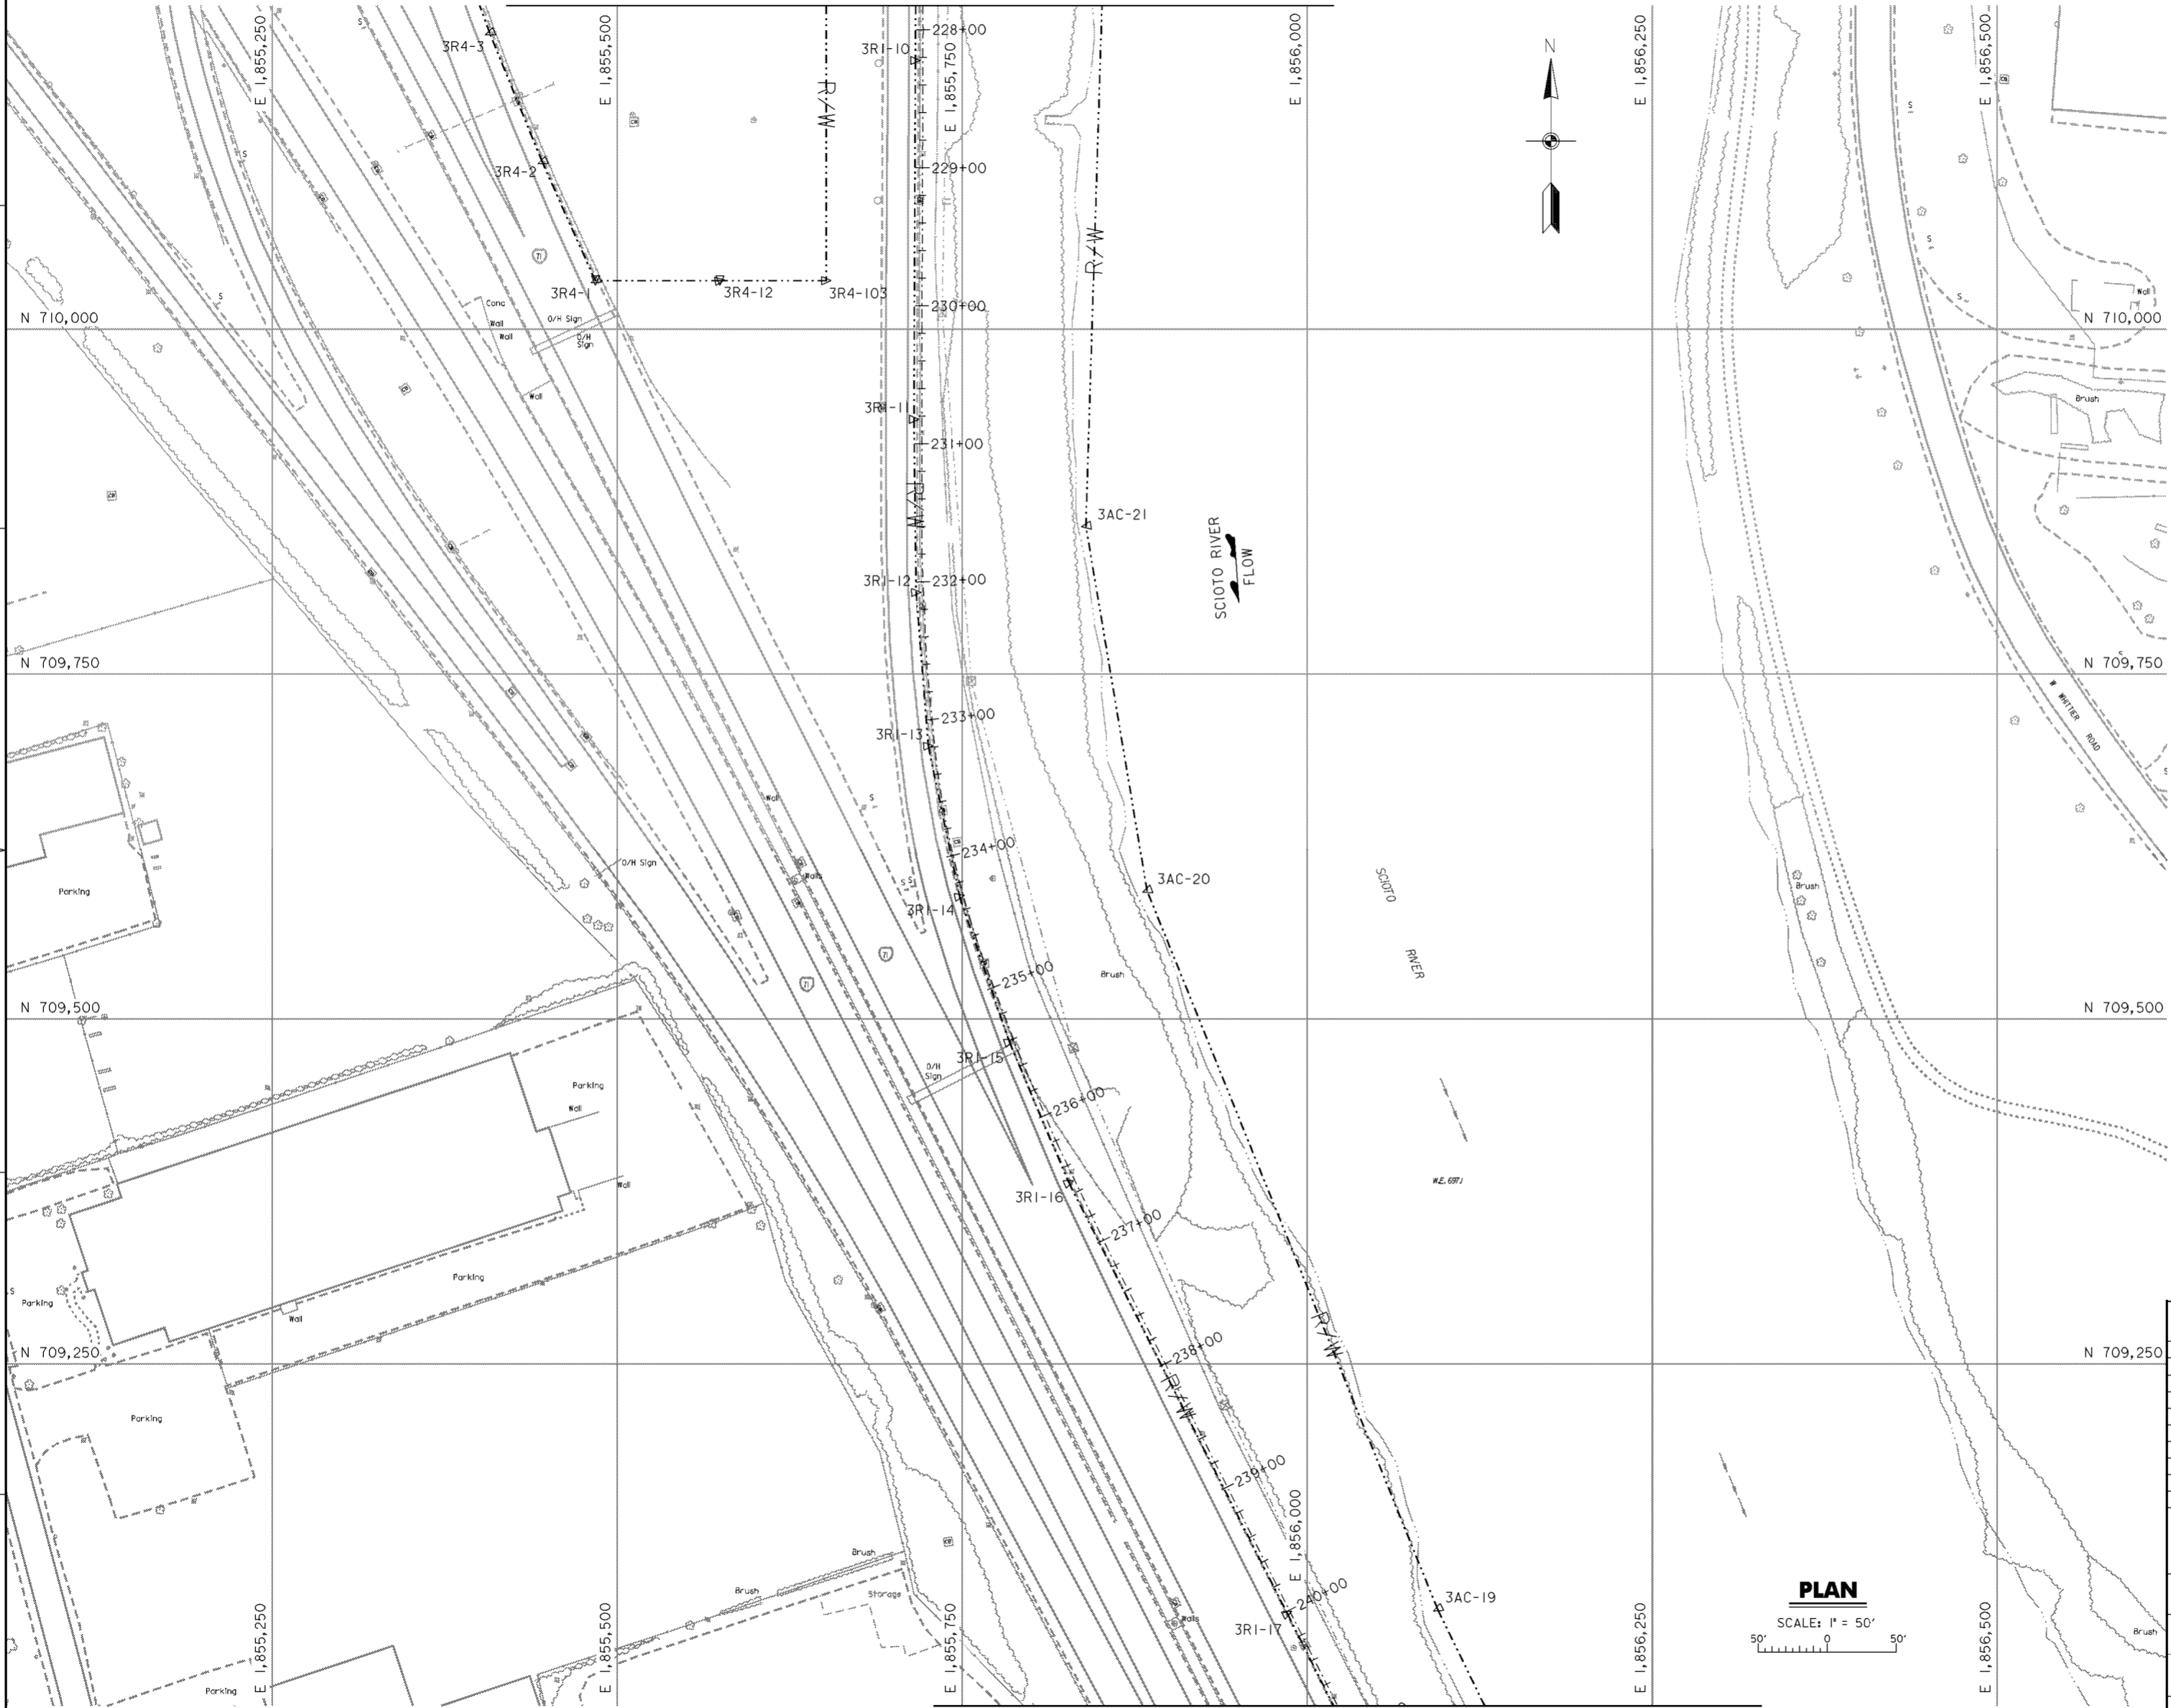 E 1,855,250
E 1,855,500
E 1,855,750
E 1,856,000
E 1,856,250
E 1,856,500
3R4-3
3R1-10
228+00
N
R/W
3R4-2
229+00
R/W
71
3R4-1
3R4-12
3R4-103
230+00
Conc
Wall
Wall
O/H Sign
O/H
Sign
Wall
N 710,000
N 710,000
Wall
Brush
3R1-11
231+00
R/W
3AC-21
SCIOTO RIVER
FLOW
3R1-12
232+00
N 709,750
N 709,750
W WHITTIER
ROAD
3R1-13
233+00
Wall
234+00
O/H Sign
Walls
3AC-20
SCIOTO
Brush
Parking
3R1-14
71
71
235+00
Brush
RIVER
N 709,500
N 709,500
3R1-15
O/H
Sign
Parking
Wall
236+00
Wall
3R1-16
W.E. 697.1
237+00
Parking
Parking
Wall
R/W
N 709,250
238+00
N 709,250
R/W
Parking
239+00
Brush
Brush
Storage
240+00
3AC-19
3R1-17
Walls
PLAN
SCALE: 1" = 50'
50'
0
50'
Brush
Parking
E 1,855,250
E 1,855,500
E 1,855,750
E 1,856,000
E 1,856,250
E 1,856,500